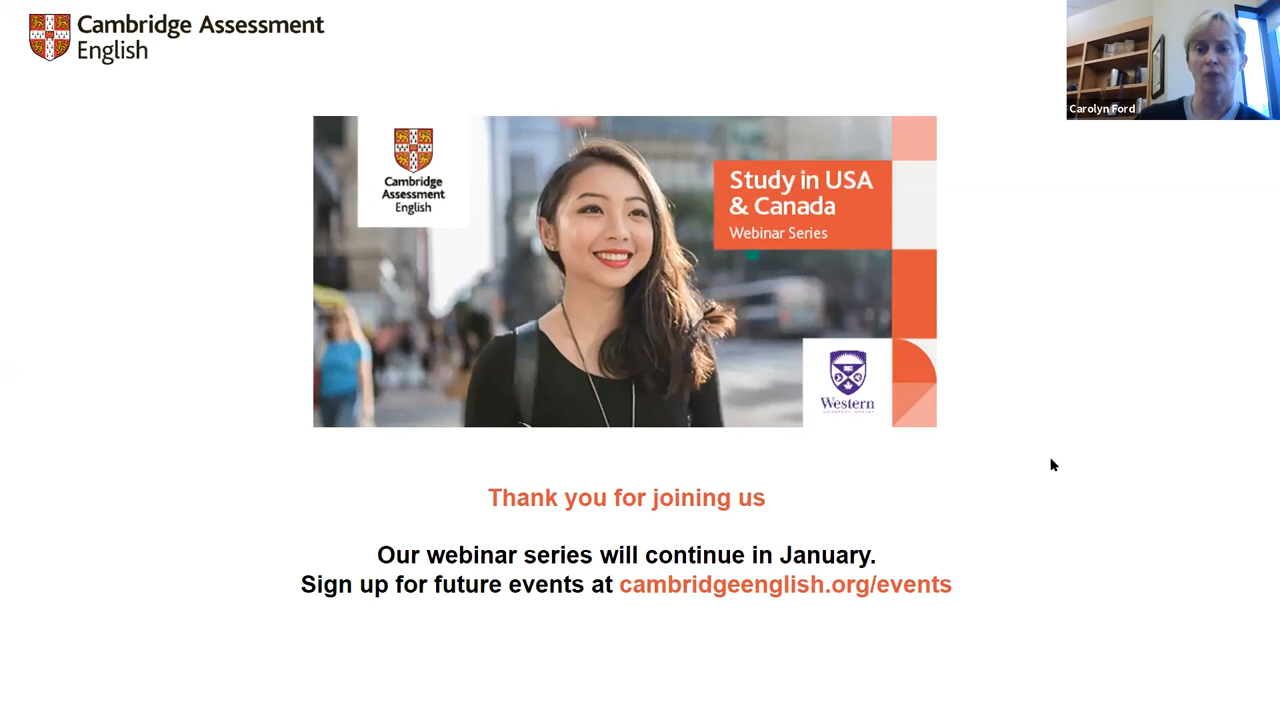 Cambridge Assessment
English
Carolyn Ford
Cambridge
Assessment
English
Study in USA
& Canada
Webinar Series
Western
Thank you for joining us
Our webinar series will continue in January.
Sign up for future events at cambridgeenglish.org/events